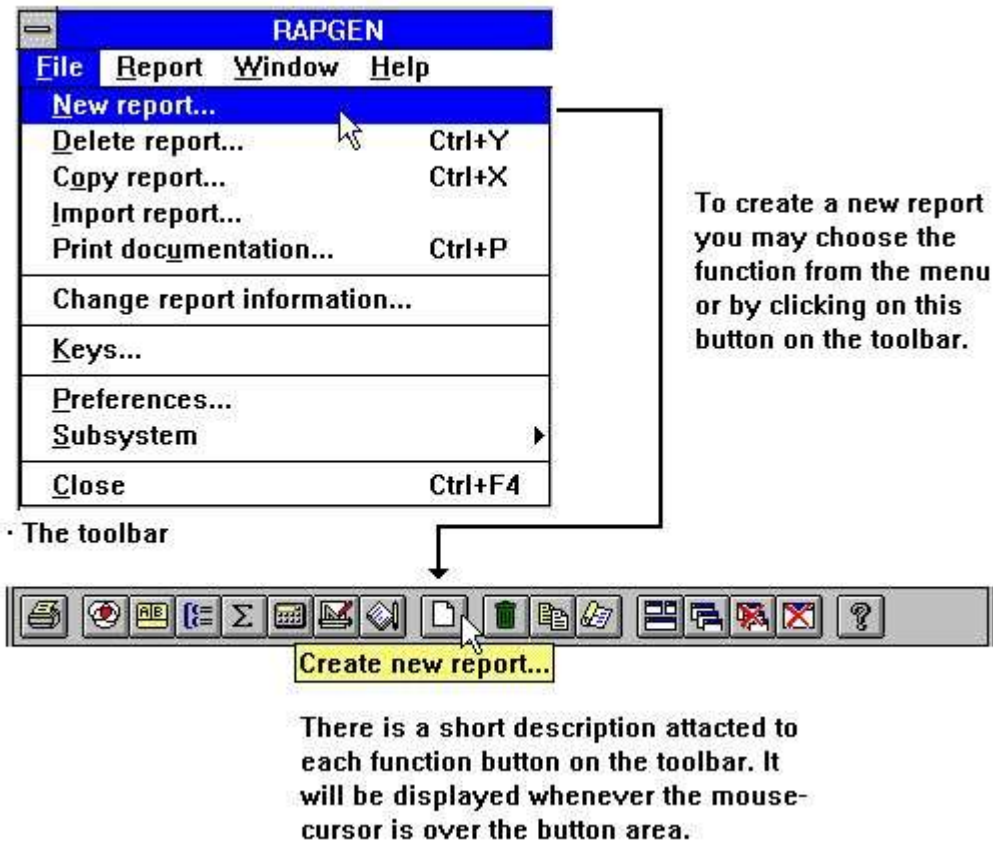 RAPGEN
File Report Window Help
New report...
Delete report... Ctrl+Y
Copy report... Ctrl+X
Import report...
Print documentation... Ctrl+P
Change report information...
Keys...
Preferences...
Subsystem
Close Ctrl+F4
To create a new report
you may choose the
function from the menu
or by clicking on this
button on the toolbar.
· The toolbar
A B
Σ
?
Create new report...
There is a short description attacted to
each function button on the toolbar. It
will be displayed whenever the mouse-
cursor is over the button area.